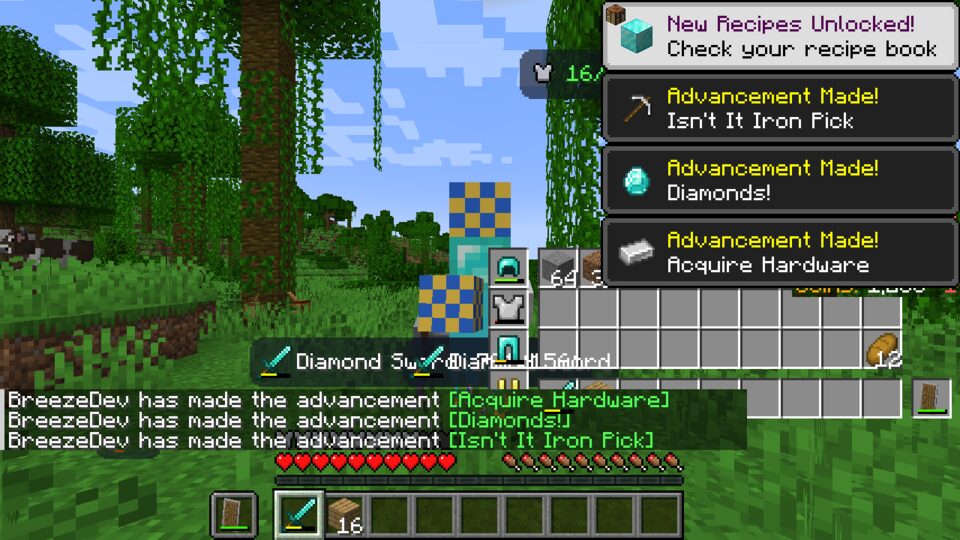 New Recipes Unlocked!
Check your recipe book
16/
Advancement Made!
Isn't It Iron Pick
Advancement Made!
Diamonds!
Advancement Made!
Acquire Hardware
64
12
Diamond
BreezeDev has made the advancement [Acquire Hardware]
BreezeDev has made the advancement [Diamonds!]
BreezeDev has made the advancement [Isn't It Iron Pick]
16